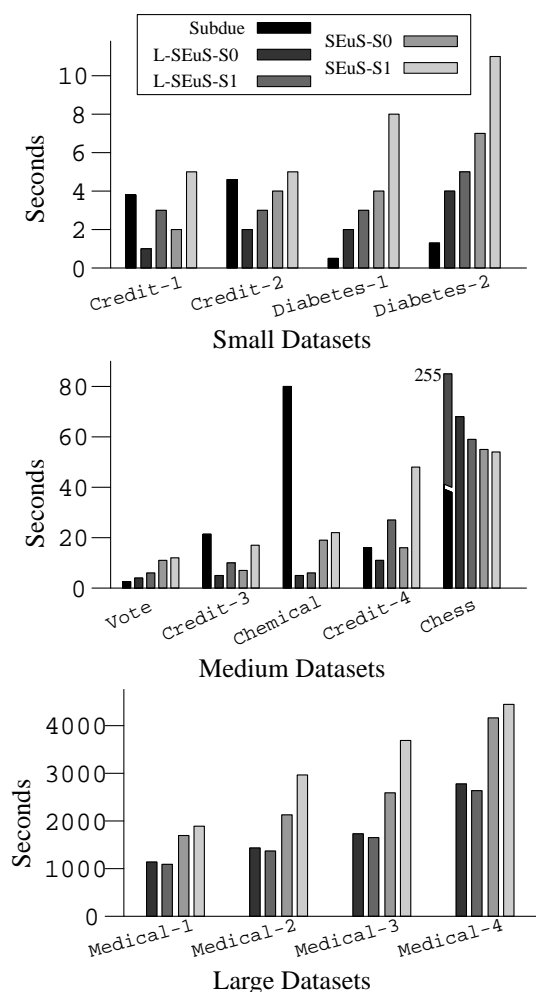 Subdue
L-SEuS-S0
L-SEuS-S1
SEuS-S0
SEuS-S1
Seconds
10
8
6
4
2
0
Credit-1
Credit-2
Diabetes-1
Diabetes-2
Small Datasets
Seconds
80
60
40
20
0
255
Vote
Credit-3
Chemical
Credit-4
Chess
Medium Datasets
Seconds
4000
3000
2000
1000
0
Medical-1
Medical-2
Medical-3
Medical-4
Large Datasets